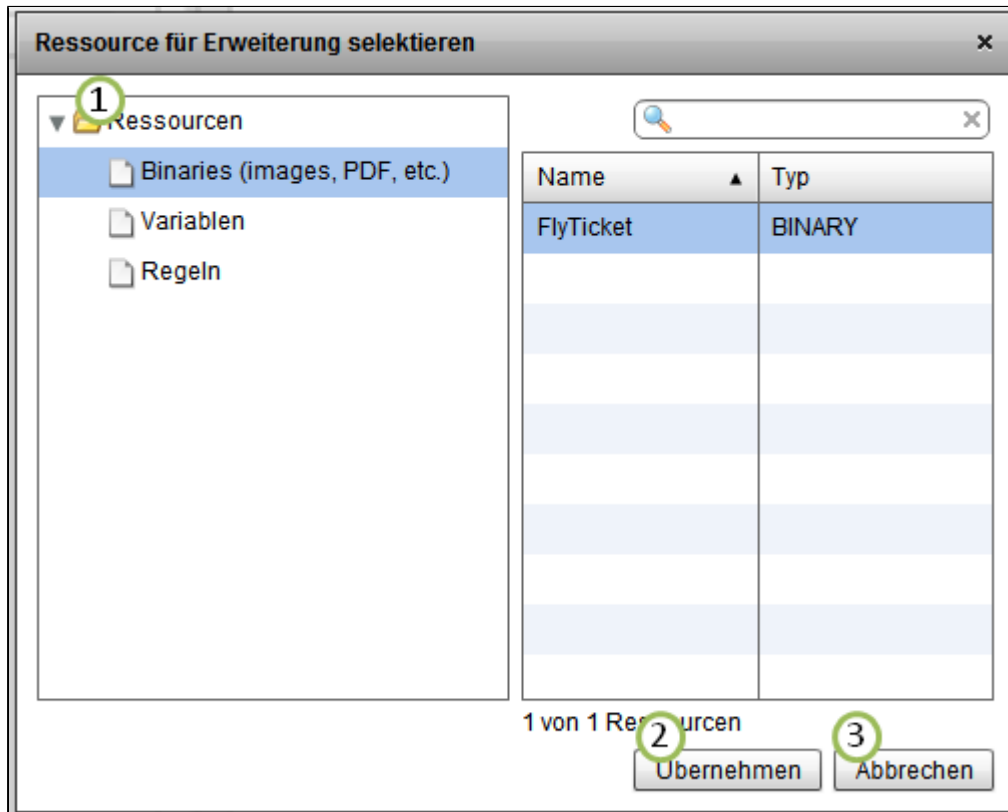 Ressource für Erweiterung selektieren
1
Ressourcen
Binaries (images, PDF, etc.)
Variablen
Regeln
Name
Typ
FlyTicket
BINARY
1 von 1 Ressourcen
2
3
Übernehmen
Abbrechen